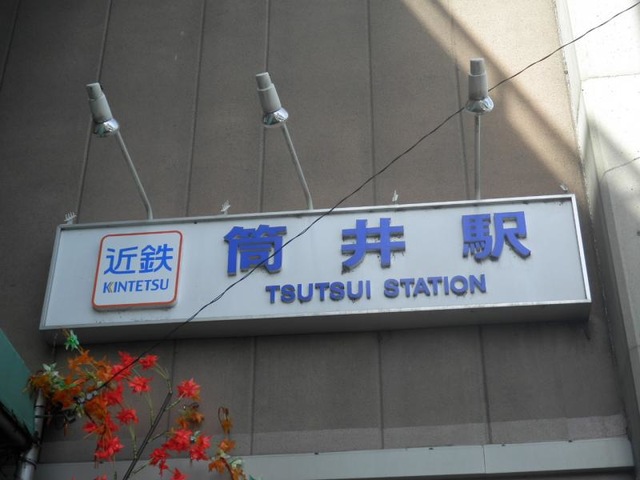 近鉄
KINTETSU
筒井駅
TSUTSUI STATION